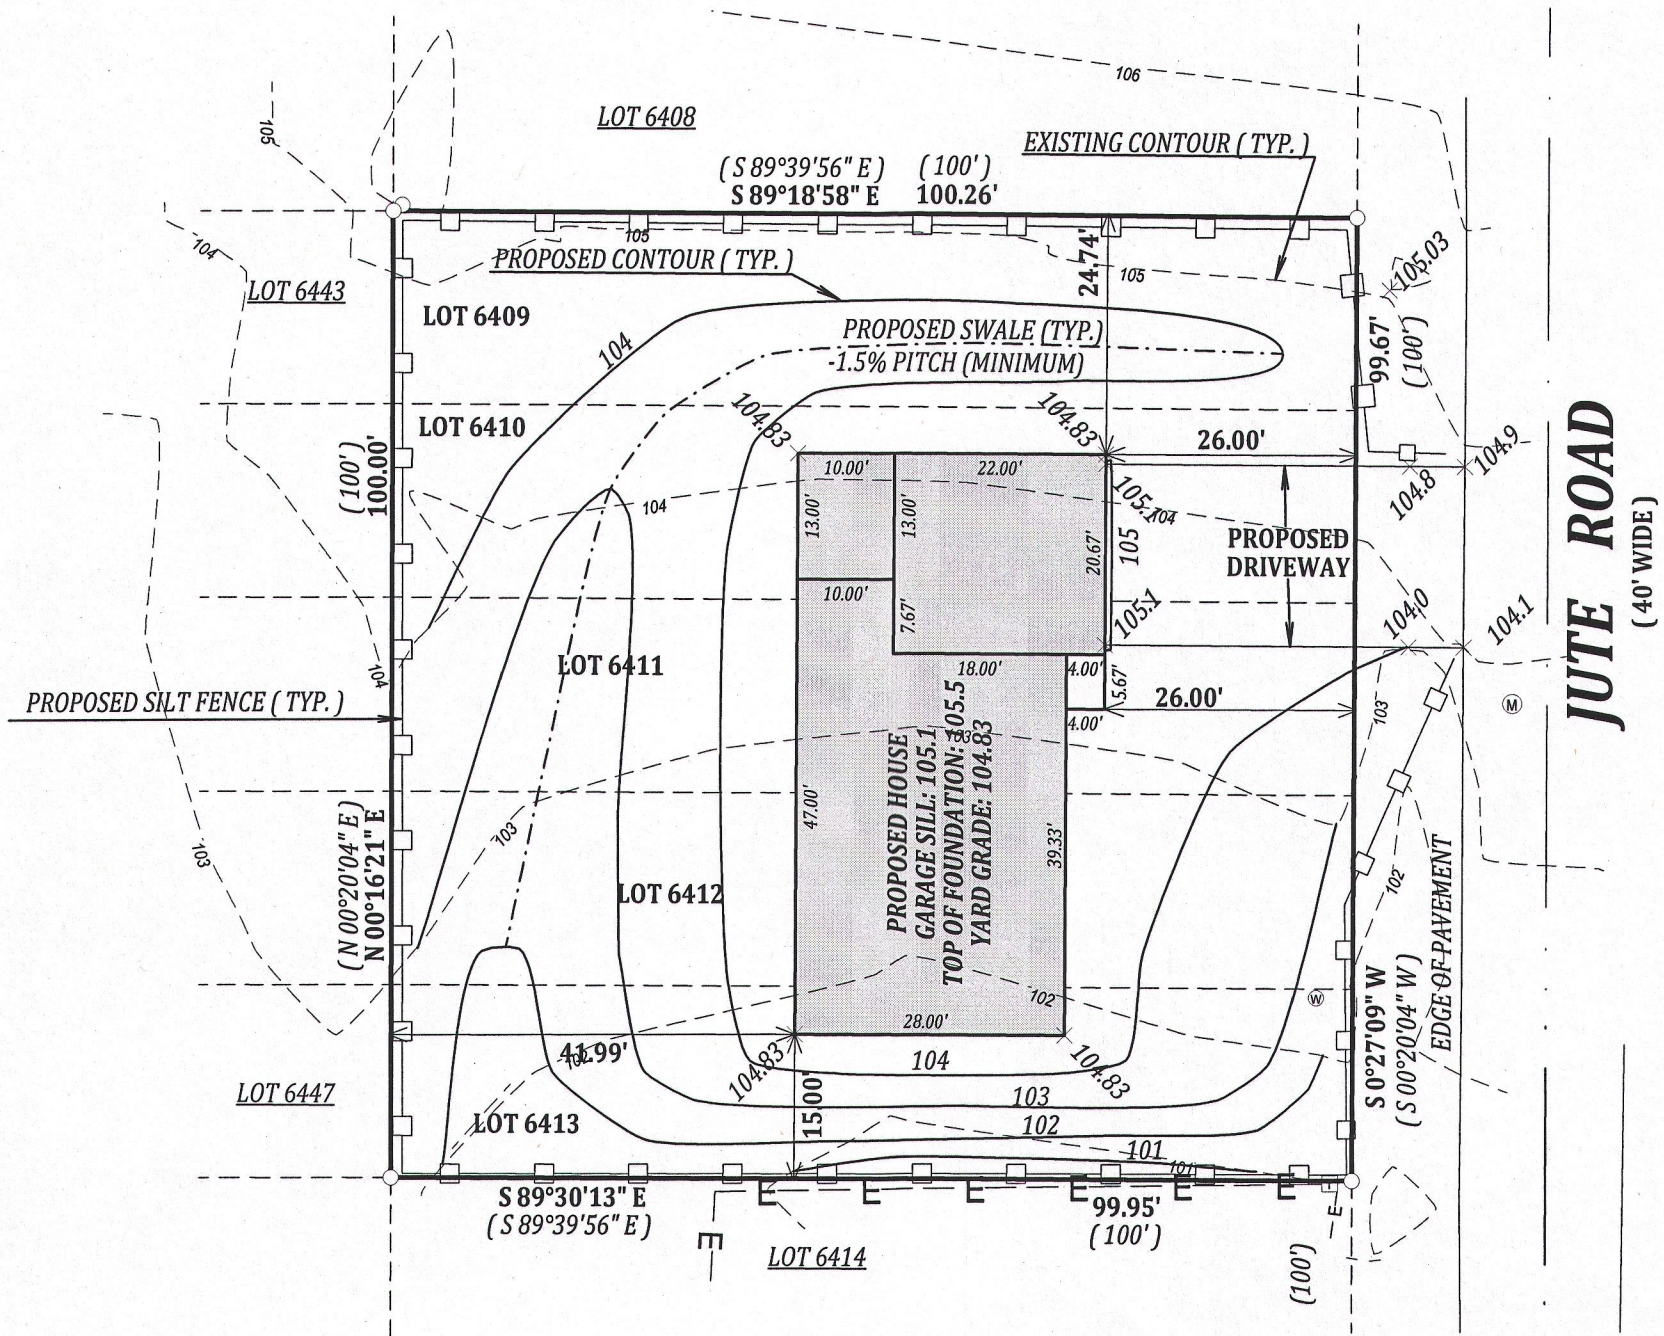 106
LOT 6408
105
EXISTING CONTOUR ( TYP. )
( S 89°39'56" E )
( 100' )
S 89°18'58" E
100.26'
104
105
PROPOSED CONTOUR ( TYP. )
24.74'
105
105.03
LOT 6443
LOT 6409
104
PROPOSED SWALE (TYP.)
-1.5% PITCH (MINIMUM)
99.67'
( 100' )
LOT 6410
104.83
104.83
26.00'
104.9
104.8
( 100' )
100.00'
10.00'
22.00'
13.00'
13.00'
104
105.1
104
105
20.67'
PROPOSED
DRIVEWAY
JUTE ROAD
( 40' WIDE )
10.00'
7.67'
105.1
104.0
104.1
LOT 6411
104
18.00'
4.00'
5.67'
26.00'
4.00'
PROPOSED SILT FENCE ( TYP. )
103
M
103
PROPOSED HOUSE
GARAGE SILL: 105.1
TOP OF FOUNDATION: 105.5
YARD GRADE: 104.83
47.00'
39.33'
103
103
102
EDGE OF PAVEMENT
( N 00°20'04" E )
N 00°16'21" E
LOT 6412
102
W
28.00'
S 0°27'09" W
( S 00°20'04" W )
41.99'
102
104.83
104
104.83
15.00'
103
102
101
101
LOT 6447
LOT 6413
S 89°30'13" E
( S 89°39'56" E )
E
E
E
E
E
E
E
E
99.95'
( 100' )
LOT 6414
(100')